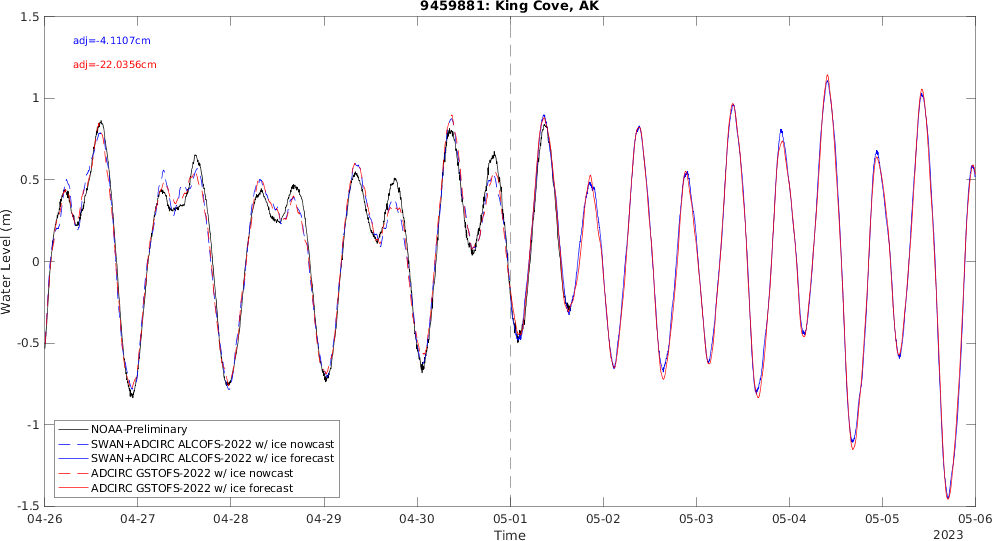 9459881: King Cove, AK
1.5
adj=-4.1107cm
adj=-22.0356cm
1
0.5
0
-0.5
-1
-1.5
Water Level (m)
NOAA-Preliminary
SWAN+ADCIRC ALCOFS-2022 w/ ice nowcast
SWAN+ADCIRC ALCOFS-2022 w/ ice forecast
ADCIRC GSTOFS-2022 w/ ice nowcast
ADCIRC GSTOFS-2022 w/ ice forecast
04-26 04-27 04-28 04-29 04-30 05-01 05-02 05-03 05-04 05-05 05-06
Time
2023